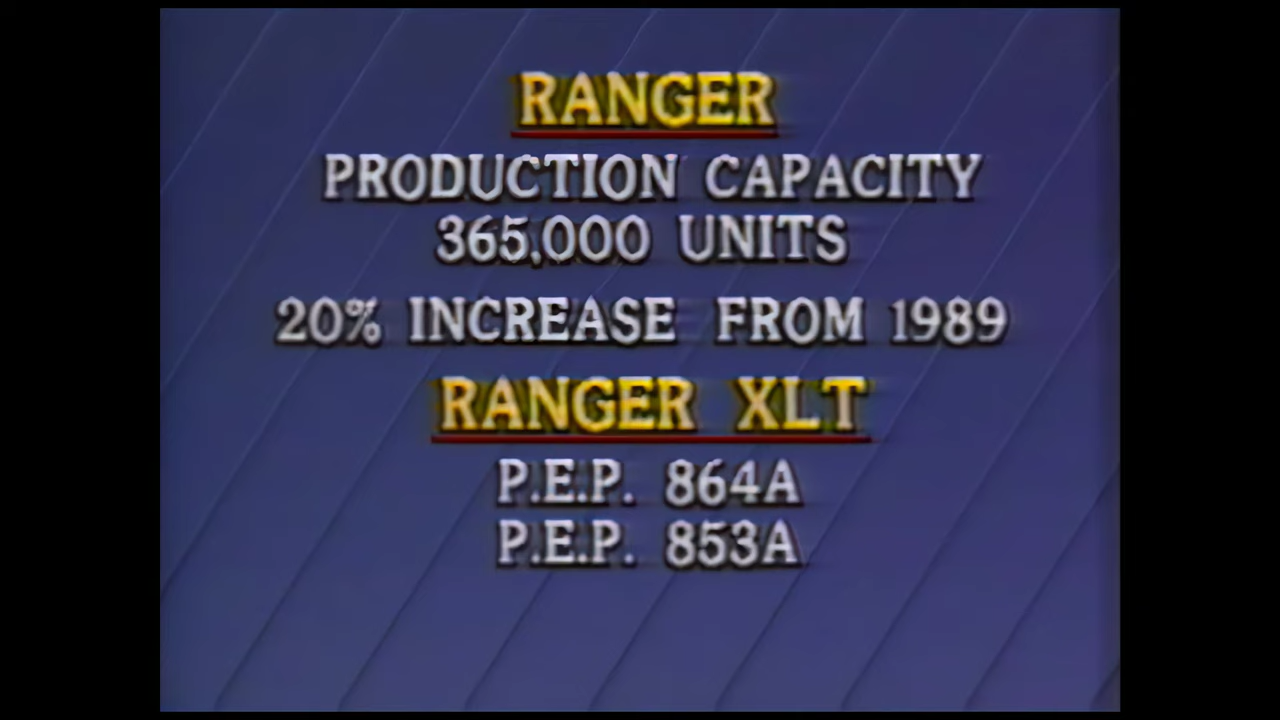 RANGER
PRODUCTION CAPACITY
365,000 UNITS
20% INCREASE FROM 1989
RANGER XLT
P.E.P. 864A
P.E.P. 853A